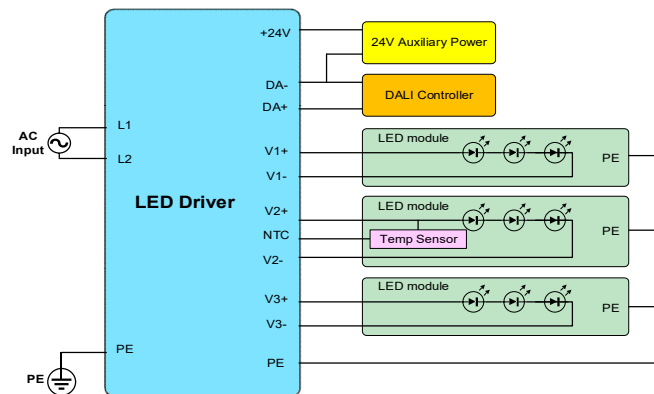 +24V
24V Auxiliary Power
DA-
DALI Controller
DA+
AC
Input
L1
L2
LED module
V1+
PE
V1-
LED Driver
LED module
V2+
PE
NTC
Temp Sensor
V2-
LED module
V3+
PE
V3-
PE
PE
PE